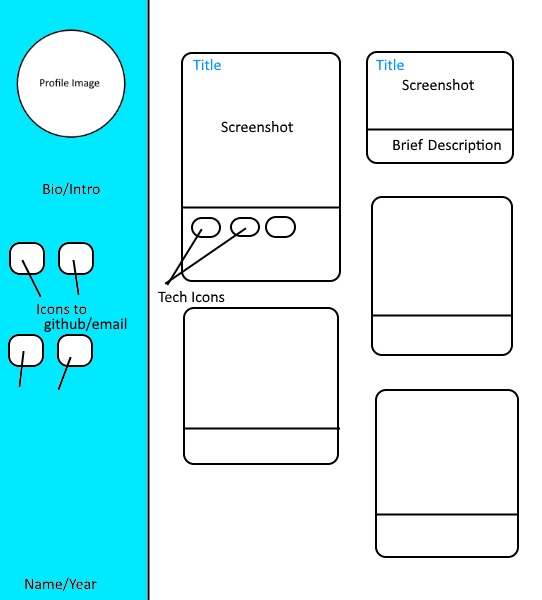 Profile Image
Bio/Intro
Icons to
github/email
Name/Year
Title
Screenshot
Tech Icons
Title
Screenshot
Brief Description